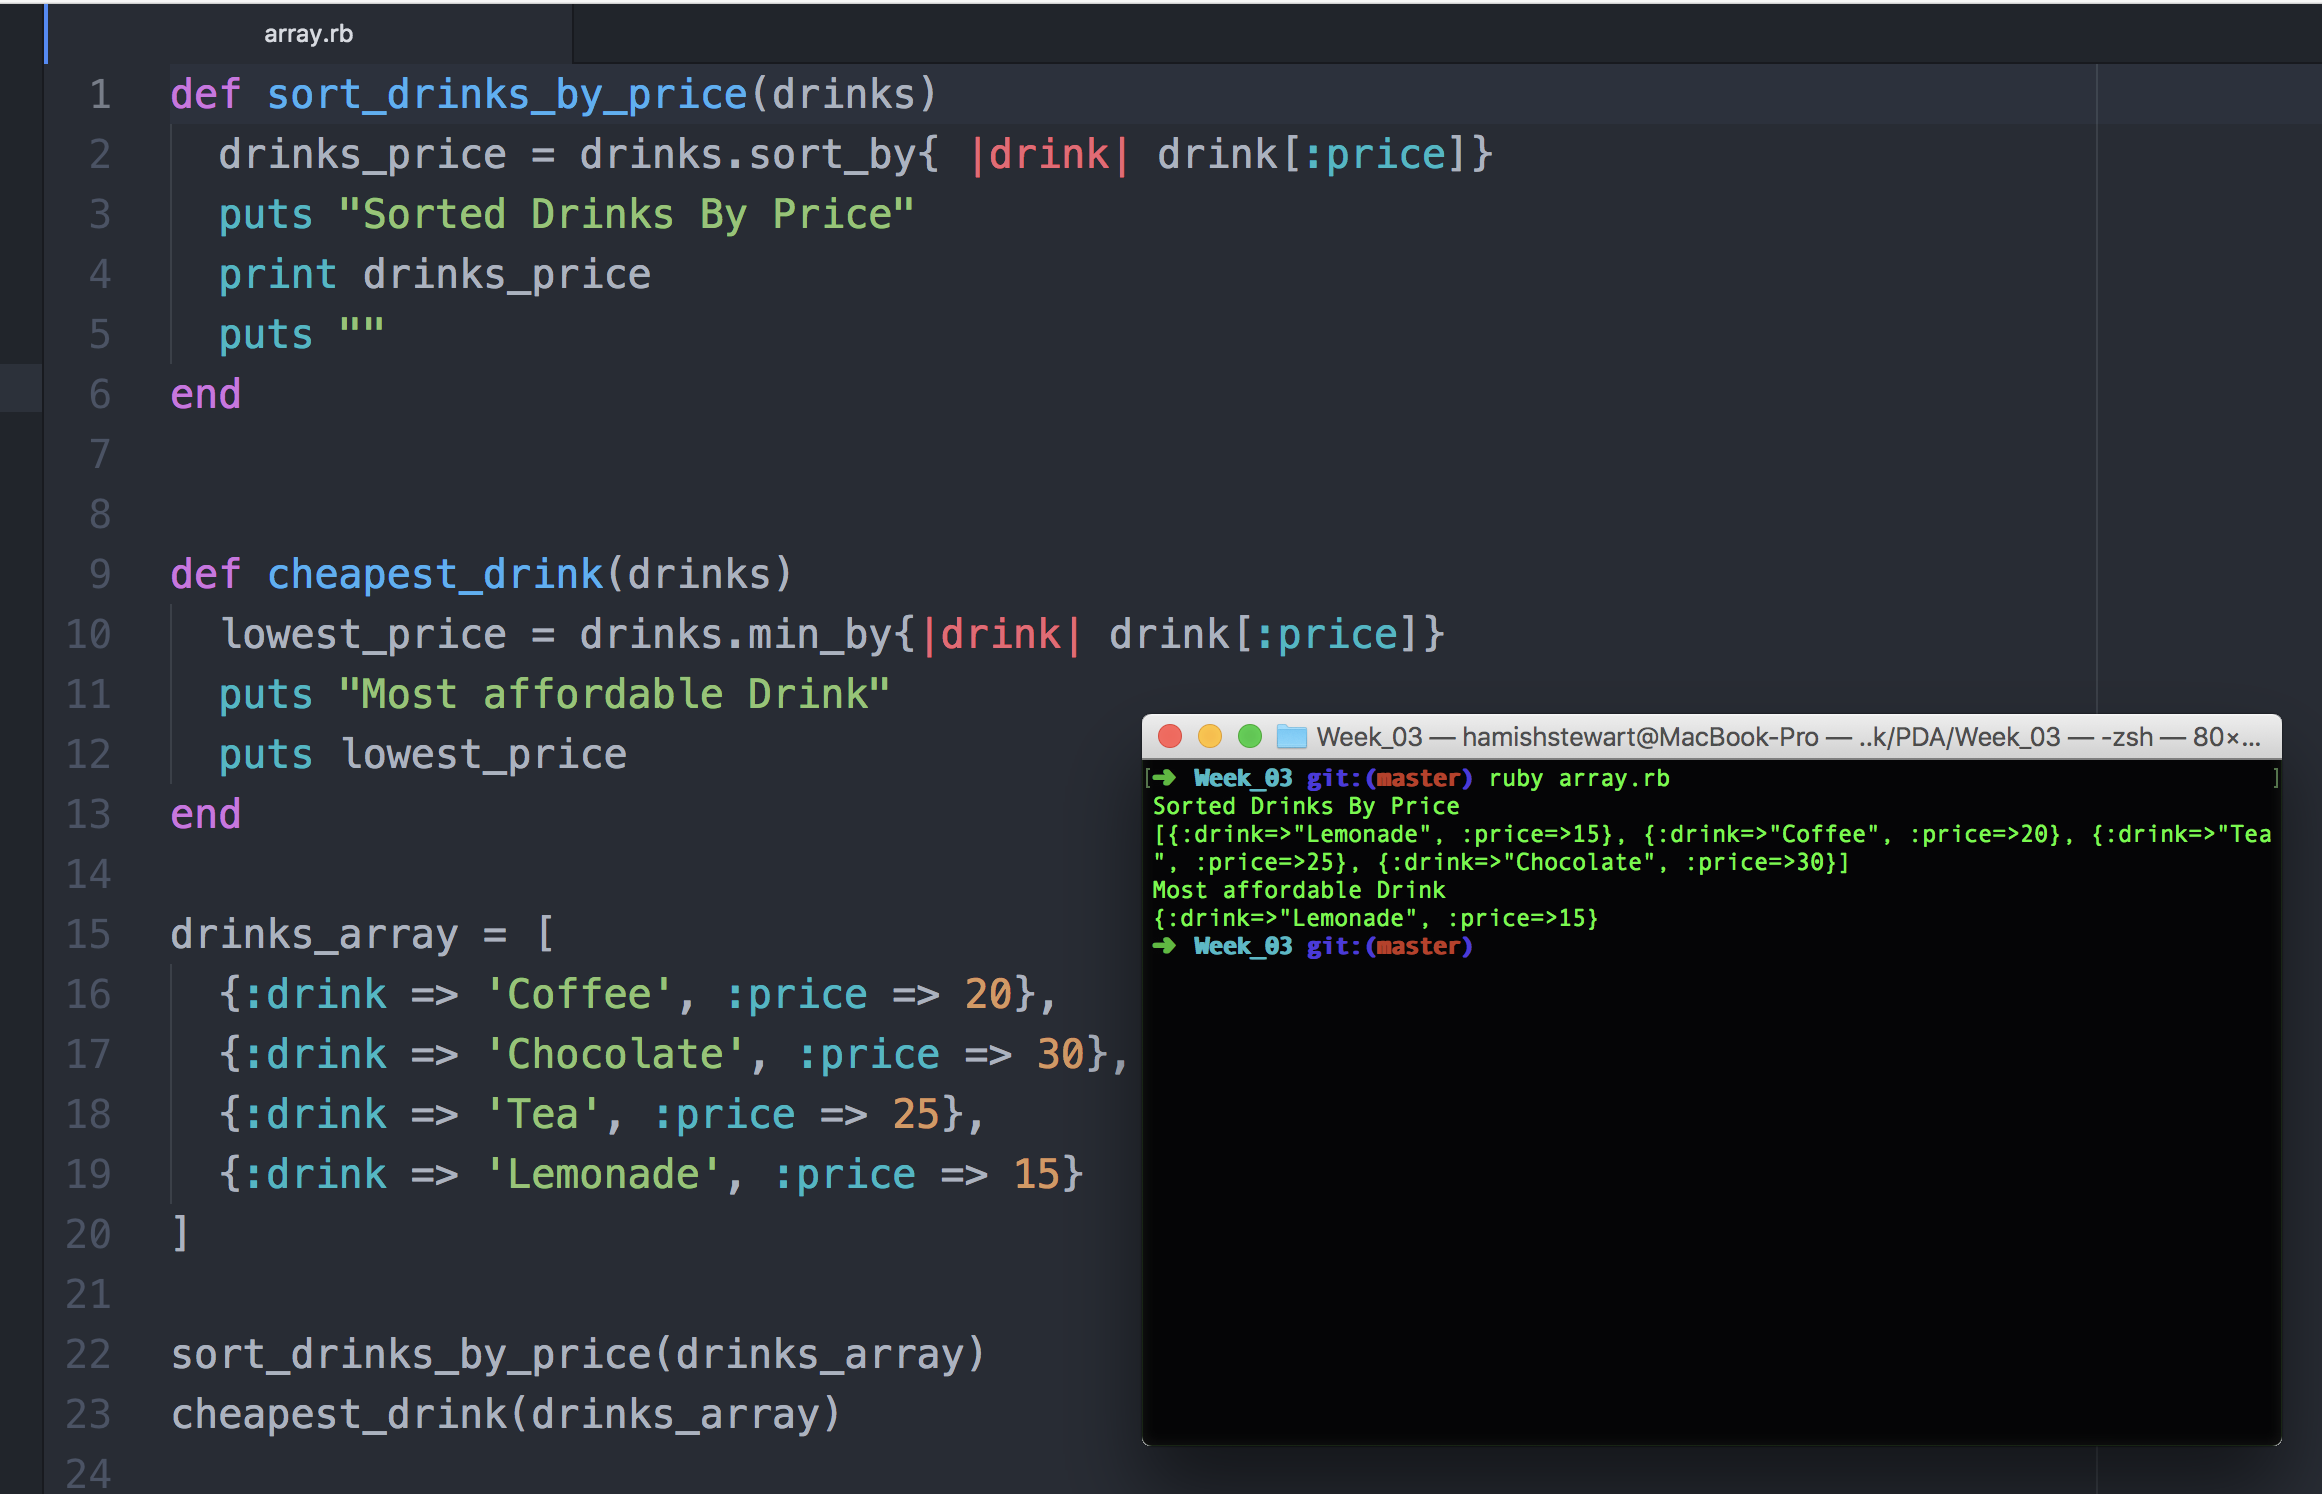 array.rb
1 def sort_drinks_by_price(drinks)
2   drinks_price = drinks.sort_by{ |drink| drink[:price]}
3   puts "Sorted Drinks By Price"
4   print drinks_price
5   puts ""
6 end
7
8
9 def cheapest_drink(drinks)
10   lowest_price = drinks.min_by{|drink| drink[:price]}
11   puts "Most affordable Drink"
12   puts lowest_price
13 end
14
15 drinks_array = [
16   {:drink => 'Coffee', :price => 20},
17   {:drink => 'Chocolate', :price => 30},
18   {:drink => 'Tea', :price => 25},
19   {:drink => 'Lemonade', :price => 15}
20 ]
21
22 sort_drinks_by_price(drinks_array)
23 cheapest_drink(drinks_array)
24
Week_03 — hamishstewart@MacBook-Pro — ..k/PDA/Week_03 — -zsh — 80×...
[➜  Week_03 git:(master) ruby array.rb ]
Sorted Drinks By Price
[{:drink=>"Lemonade", :price=>15}, {:drink=>"Coffee", :price=>20}, {:drink=>"Tea
", :price=>25}, {:drink=>"Chocolate", :price=>30}]
Most affordable Drink
{:drink=>"Lemonade", :price=>15}
➜  Week_03 git:(master)